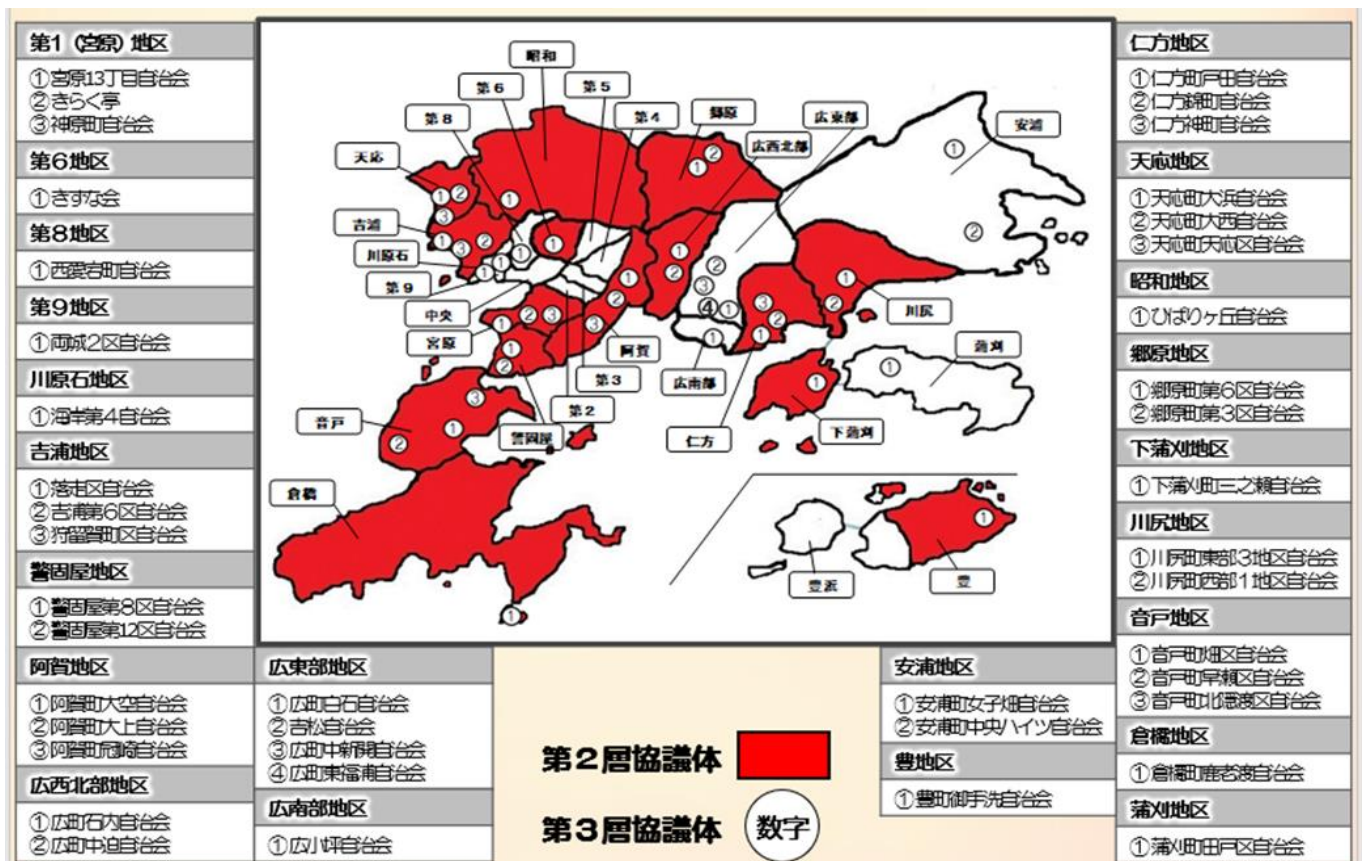 第1(宮原)地区
①宮原13丁目自治会
②きらく亭
③神原町自治会
第6地区
①きずな会
第8地区
①西愛宕町自治会
第9地区
①両城2区自治会
川原石地区
①海岸第4自治会
吉浦地区
①落走区自治会
②吉浦第6区自治会
③狩留賀町区自治会
警固屋地区
①警固屋第8区自治会
②警固屋第12区自治会
阿賀地区
①阿賀町大空自治会
②阿賀町大上自治会
③阿賀町冠崎自治会
広西北部地区
①広町石内自治会
②広町中迫自治会
広東部地区
①広町白石自治会
②吉松自治会
③広町中新開自治会
④広町東福浦自治会
広南部地区
①広小坪自治会
昭和
第6
第5
第8
第4
郷原
広東部
安浦
天応
広西北部
吉浦
川原石
第9
中央
宮原
川尻
阿賀
蒲刈
第3
広南部
第2
音戸
警固屋
仁方
下蒲刈
倉橋
豊浜
豊
第2層協議体
第3層協議体
数字
安浦地区
①安浦町女子畑自治会
②安浦町中央ハイツ自治会
豊地区
①豊町御手洗自治会
仁方地区
①仁方町戸田自治会
②仁方錦町自治会
③仁方神町自治会
天応地区
①天応町大浜自治会
②天応町大西自治会
③天応町天応区自治会
昭和地区
①ひばりヶ丘自治会
郷原地区
①郷原町第6区自治会
②郷原町第3区自治会
下蒲刈地区
①下蒲刈町三之瀬自治会
川尻地区
①川尻町東部3地区自治会
②川尻町西部1地区自治会
音戸地区
①音戸町畑区自治会
②音戸町早瀬区自治会
③音戸町北隠渡区自治会
倉橋地区
①倉橋町鹿老渡自治会
蒲刈地区
①蒲刈町田戸区自治会